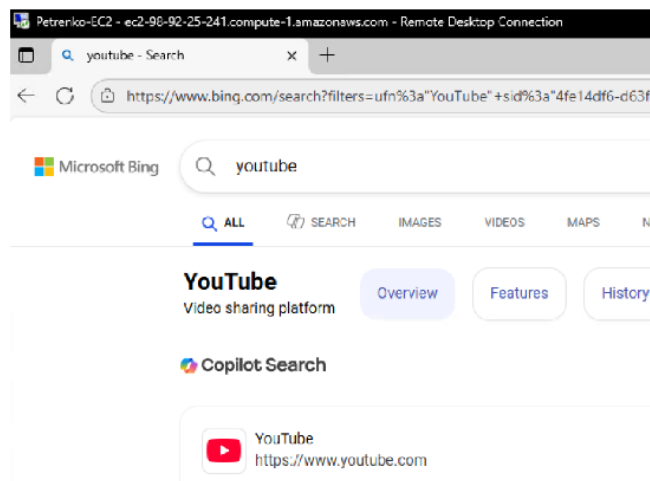 Petrenko-EC2 - ec2-98-92-25-241.compute-1.amazonaws.com - Remote Desktop Connection
youtube - Search
https://www.bing.com/search?filters=ufn%3a"YouTube"+sid%3a"4fe14df6-d63f
Microsoft Bing
youtube
ALL SEARCH IMAGES VIDEOS MAPS N
YouTube
Video sharing platform
Overview Features History
Copilot Search
YouTube
https://www.youtube.com